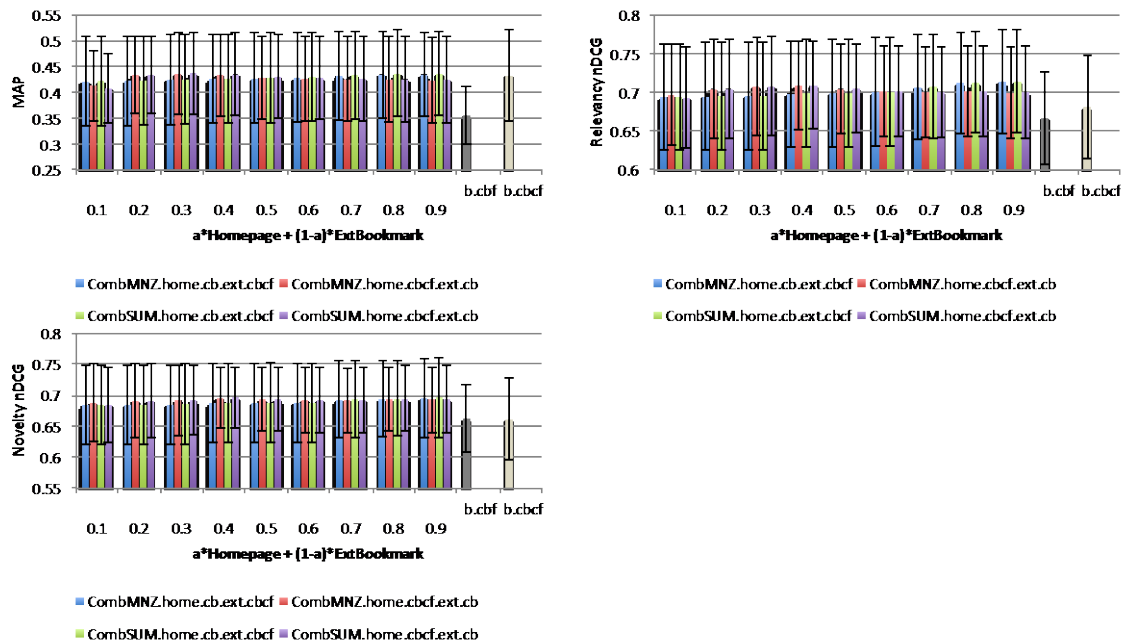 0.55
0.5
0.45
0.4
0.35
0.3
0.25
MAP
b.cbf b.cbcf
0.1 0.2 0.3 0.4 0.5 0.6 0.7 0.8 0.9
a*Homepage + (1-a)*ExtBookmark
CombMNZ.home.cb.ext.cbcf CombMNZ.home.cbcf.ext.cb
CombSUM.home.cb.ext.cbcf CombSUM.home.cbcf.ext.cb
0.8
0.75
0.7
0.65
0.6
Relevancy nDCG
b.cbf b.cbcf
0.1 0.2 0.3 0.4 0.5 0.6 0.7 0.8 0.9
a*Homepage + (1-a)*ExtBookmark
CombMNZ.home.cb.ext.cbcf CombMNZ.home.cbcf.ext.cb
CombSUM.home.cb.ext.cbcf CombSUM.home.cbcf.ext.cb
0.8
0.75
0.7
0.65
0.6
0.55
Novelty nDCG
b.cbf b.cbcf
0.1 0.2 0.3 0.4 0.5 0.6 0.7 0.8 0.9
a*Homepage + (1-a)*ExtBookmark
CombMNZ.home.cb.ext.cbcf CombMNZ.home.cbcf.ext.cb
CombSUM.home.cb.ext.cbcf CombSUM.home.cbcf.ext.cb